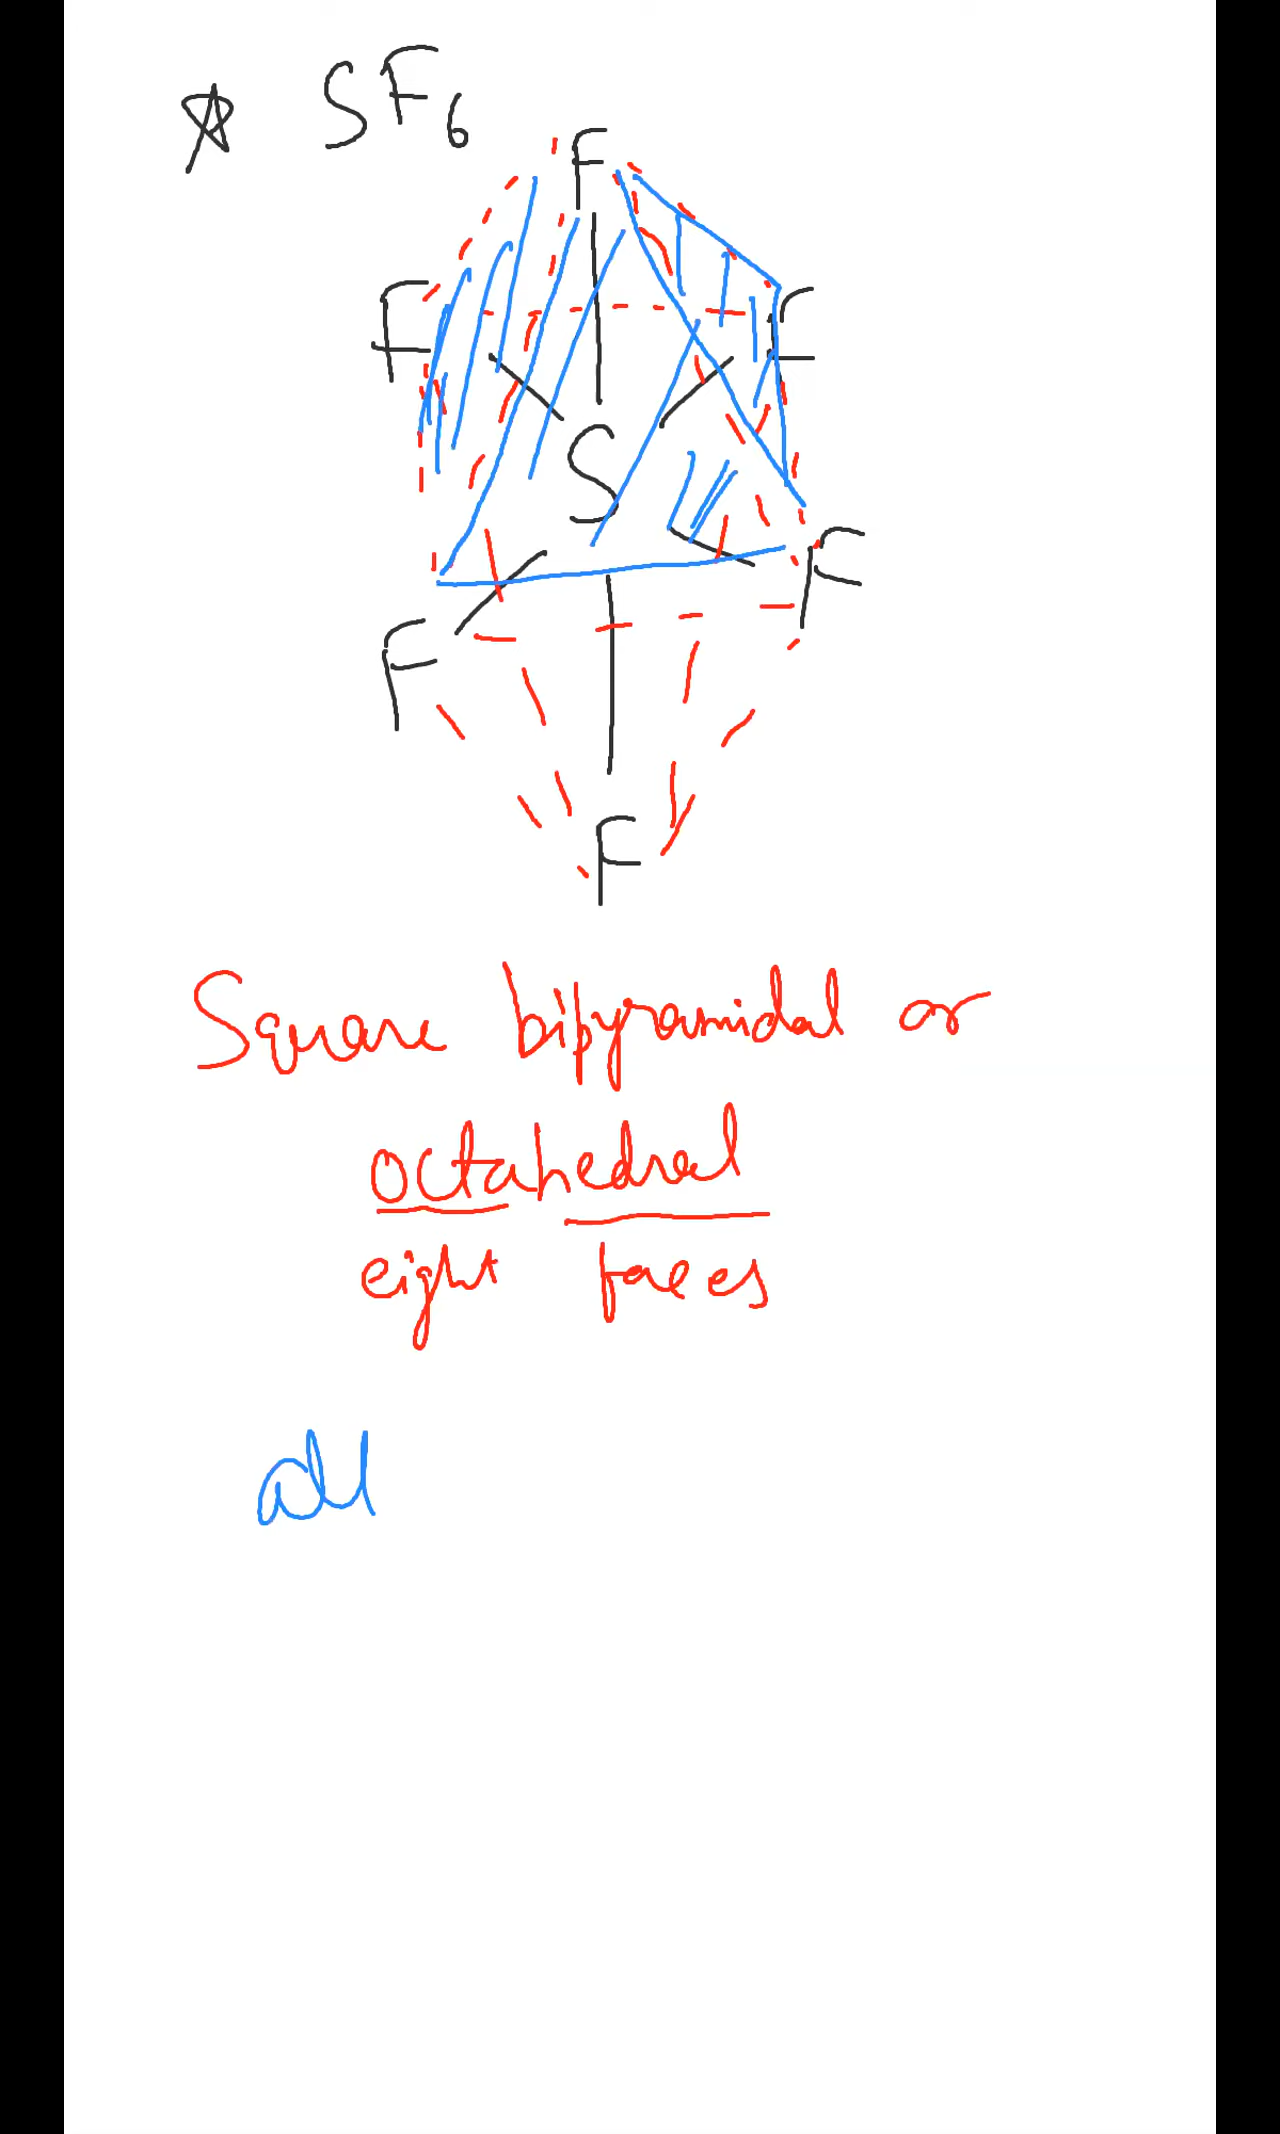 SF6
F
F F
S
F F
F
Square bipyramidal or
octahedral
eight faces
all